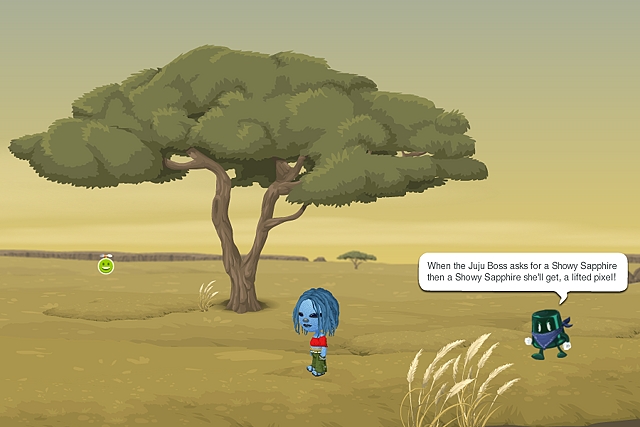 When the Juju Boss asks for a Showy Sapphire
then a Showy Sapphire she'll get, a lifted pixel!